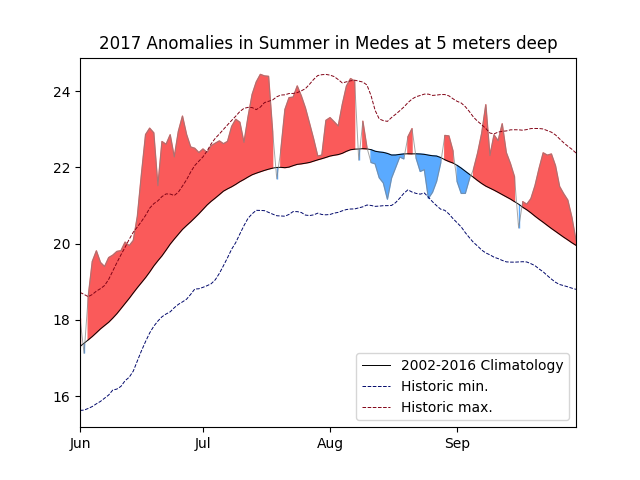 2017 Anomalies in Summer in Medes at 5 meters deep
24
22
20
18
16
Jun Jul Aug Sep
2002-2016 Climatology
Historic min.
Historic max.